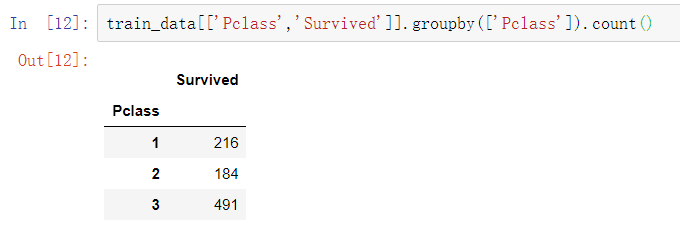 In [12]: train_data[['Pclass','Survived']].groupby(['Pclass']).count()
Out[12]:
Survived
Pclass
1 216
2 184
3 491